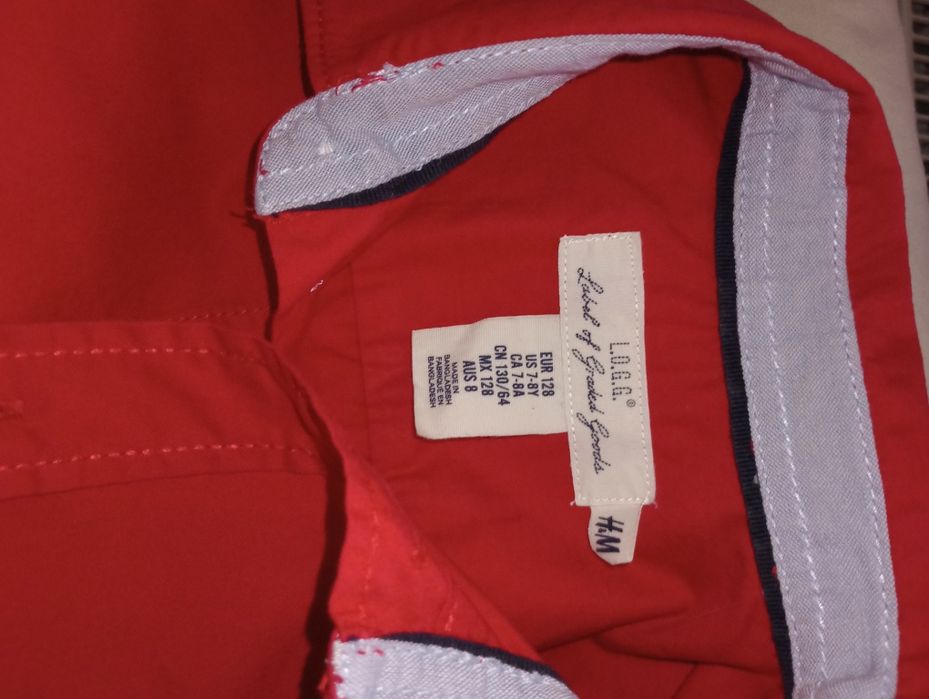 L.O.G.G.®
Label of Graded Goods
H&M
EUR 128
US 7-8Y
CA 7-8A
CN 130/64
MX 128
AUS 8
MADE IN
BANGLADESH
FABRIQUÉ EN
BANGLADESH